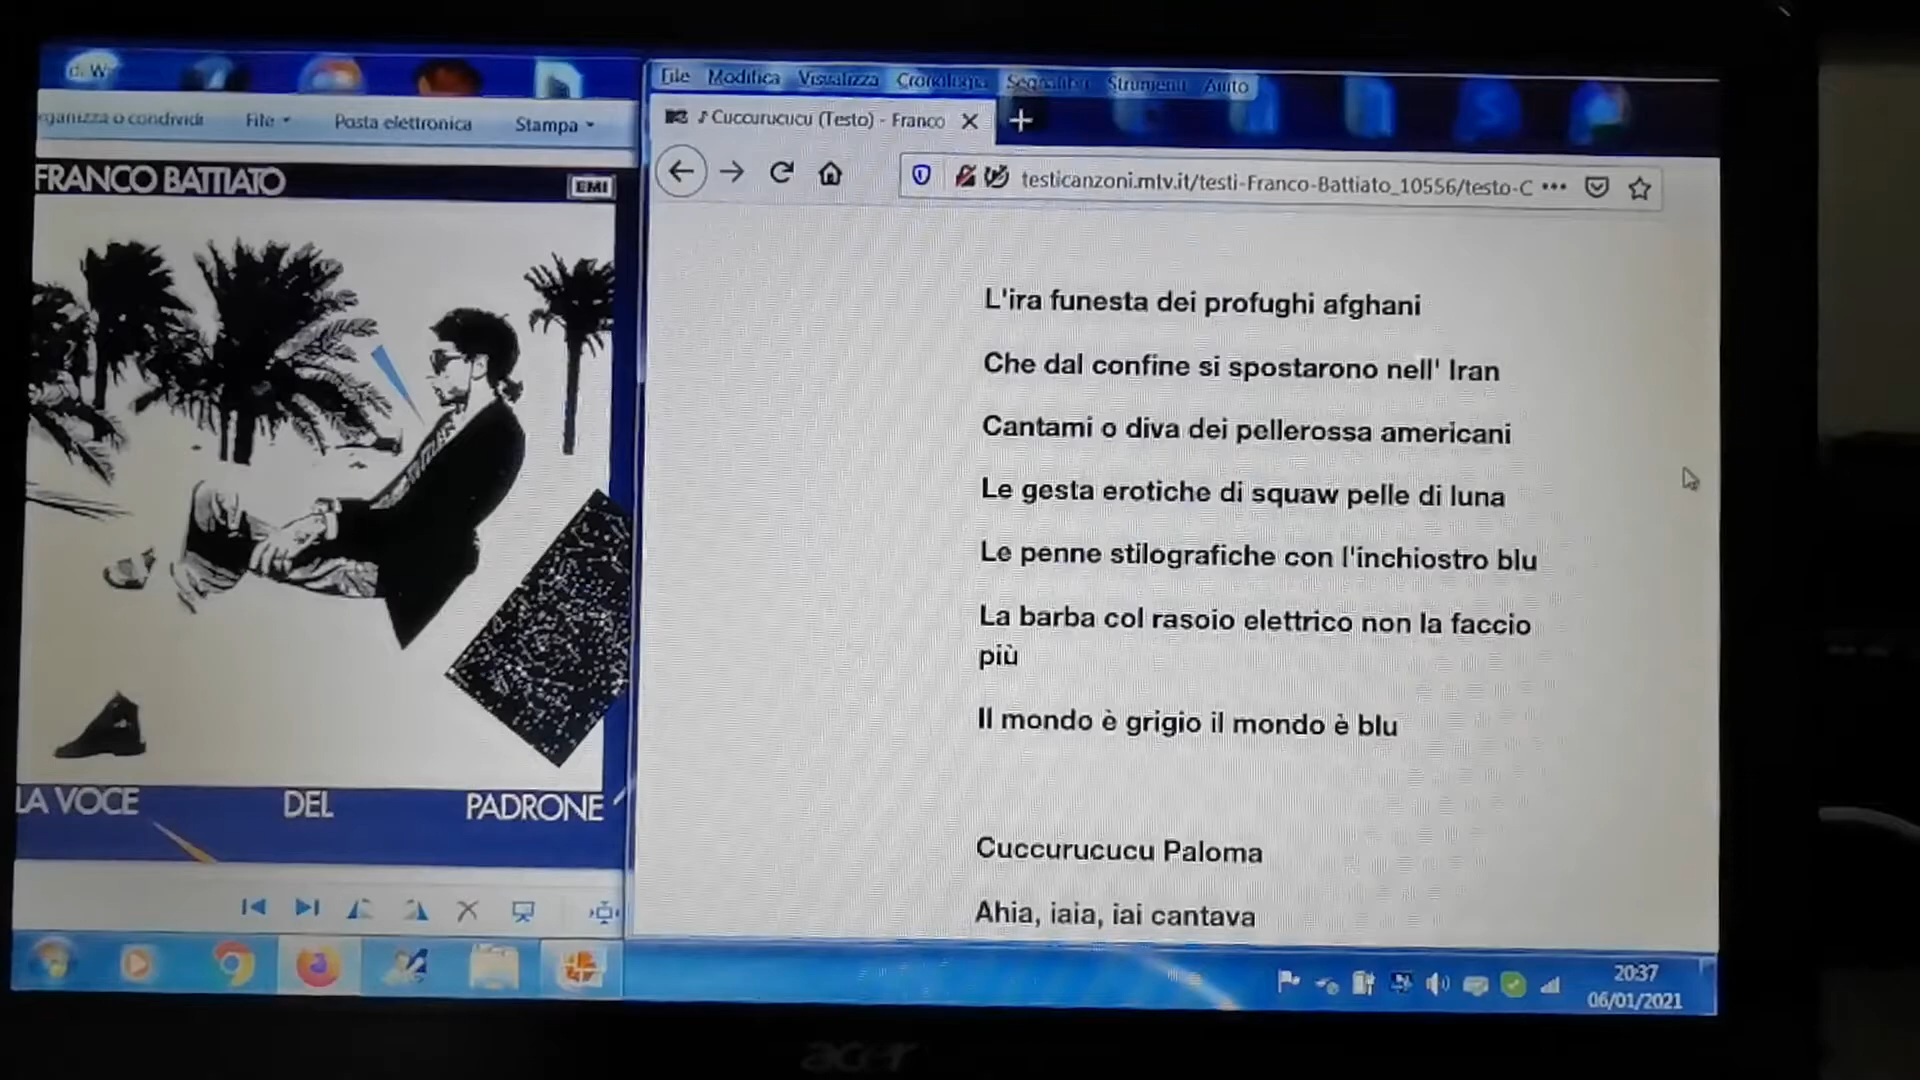 File Modifica Visualizza Cronologia Segnalibri Strumenti Aiuto
File Posta elettronica Stampa
Cuccurucucu (Testo) - Franco
testicanzoni.mtv.it/testi-Franco-Battiato_10556/testo-C
FRANCO BATTIATO
EMI
LA VOCE DEL PADRONE
L'ira funesta dei profughi afghani
Che dal confine si spostarono nell' Iran
Cantami o diva dei pellerossa americani
Le gesta erotiche di squaw pelle di luna
Le penne stilografiche con l'inchiostro blu
La barba col rasoio elettrico non la faccio
più
Il mondo è grigio il mondo è blu
Cuccurucucu Paloma
Ahia, iaia, iai cantava
20:37
06/01/2021
acer